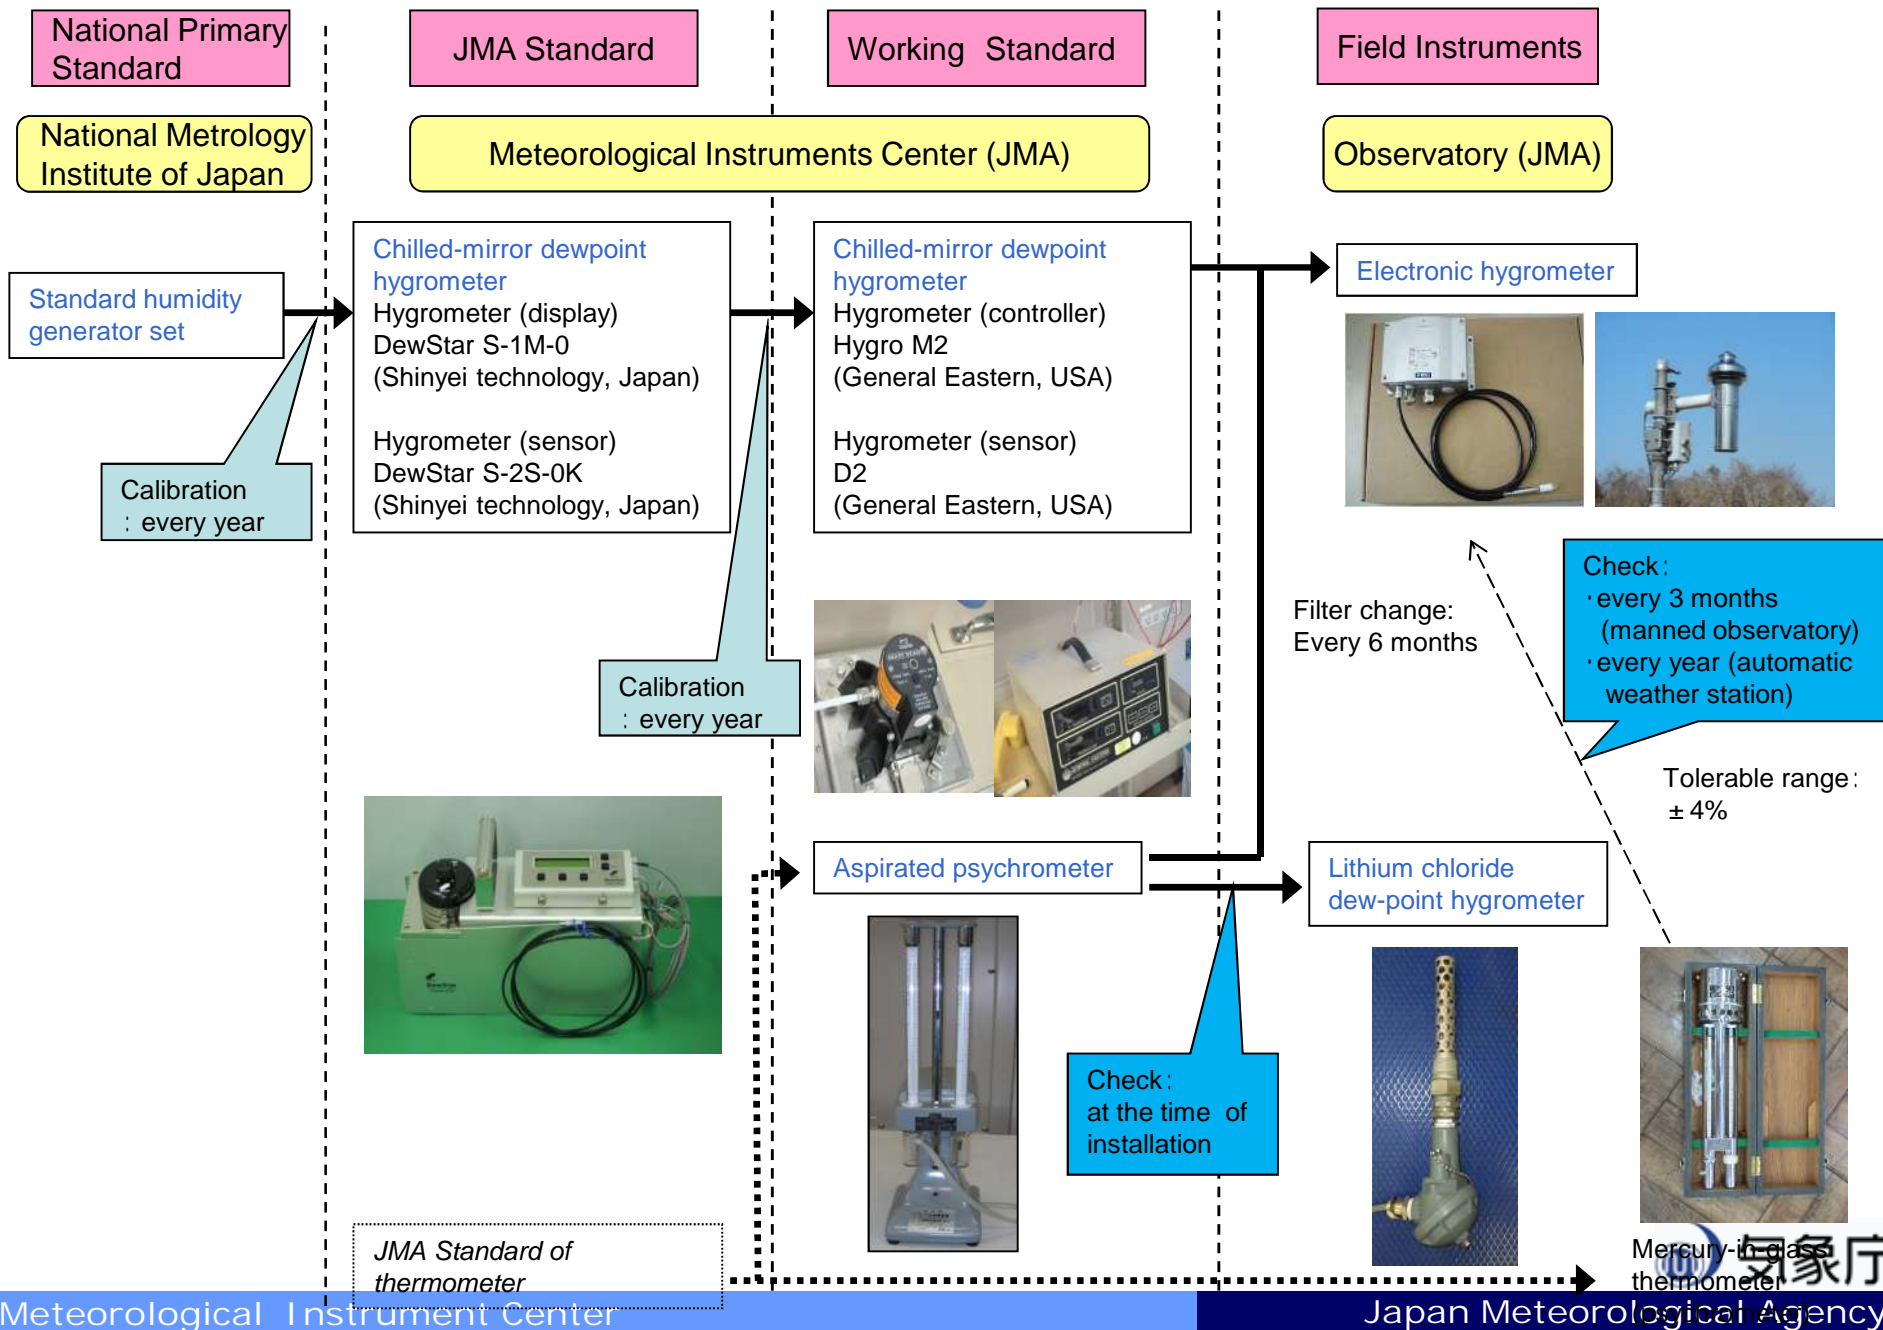 National Primary
Standard
JMA Standard
Working Standard
Field Instruments
National Metrology
Institute of Japan
Meteorological Instruments Center (JMA)
Observatory (JMA)
Standard humidity
generator set
Chilled-mirror dewpoint
hygrometer
Hygrometer (display)
DewStar S-1M-0
(Shinyei technology, Japan)
Hygrometer (sensor)
DewStar S-2S-0K
(Shinyei technology, Japan)
Chilled-mirror dewpoint
hygrometer
Hygrometer (controller)
Hygro M2
(General Eastern, USA)
Hygrometer (sensor)
D2
(General Eastern, USA)
Electronic hygrometer
Calibration
: every year
Calibration
: every year
Filter change:
Every 6 months
Check:
・every 3 months
(manned observatory)
・every year (automatic
weather station)
Tolerable range:
± 4%
Aspirated psychrometer
Lithium chloride
dew-point hygrometer
Check:
at the time of
installation
JMA Standard of
thermometer
Mercury-in-glass
thermometer
(psychrometer)
気象庁
Meteorological Instrument Center
Japan Meteorological Agency